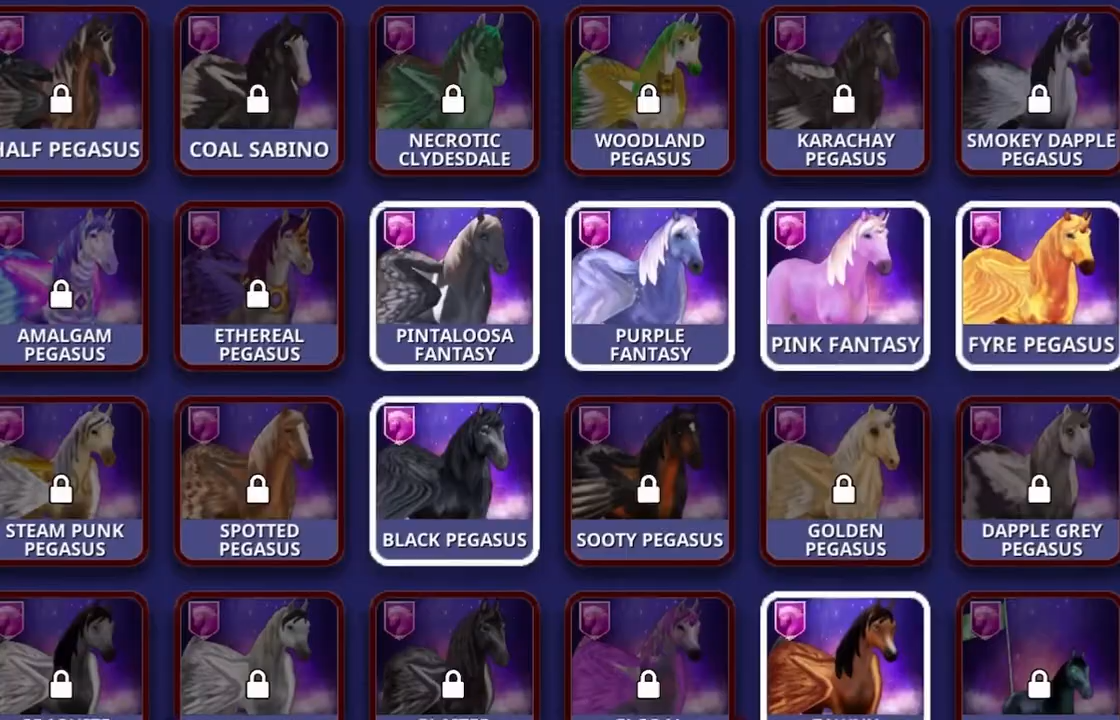 HALF PEGASUS
COAL SABINO
NECROTIC
CLYDESDALE
WOODLAND
PEGASUS
KARACHAY
PEGASUS
SMOKEY DAPPLE
PEGASUS
AMALGAM
PEGASUS
ETHEREAL
PEGASUS
PINTALOOSA
FANTASY
PURPLE
FANTASY
PINK FANTASY
FYRE PEGASUS
STEAM PUNK
PEGASUS
SPOTTED
PEGASUS
BLACK PEGASUS
SOOTY PEGASUS
GOLDEN
PEGASUS
DAPPLE GREY
PEGASUS